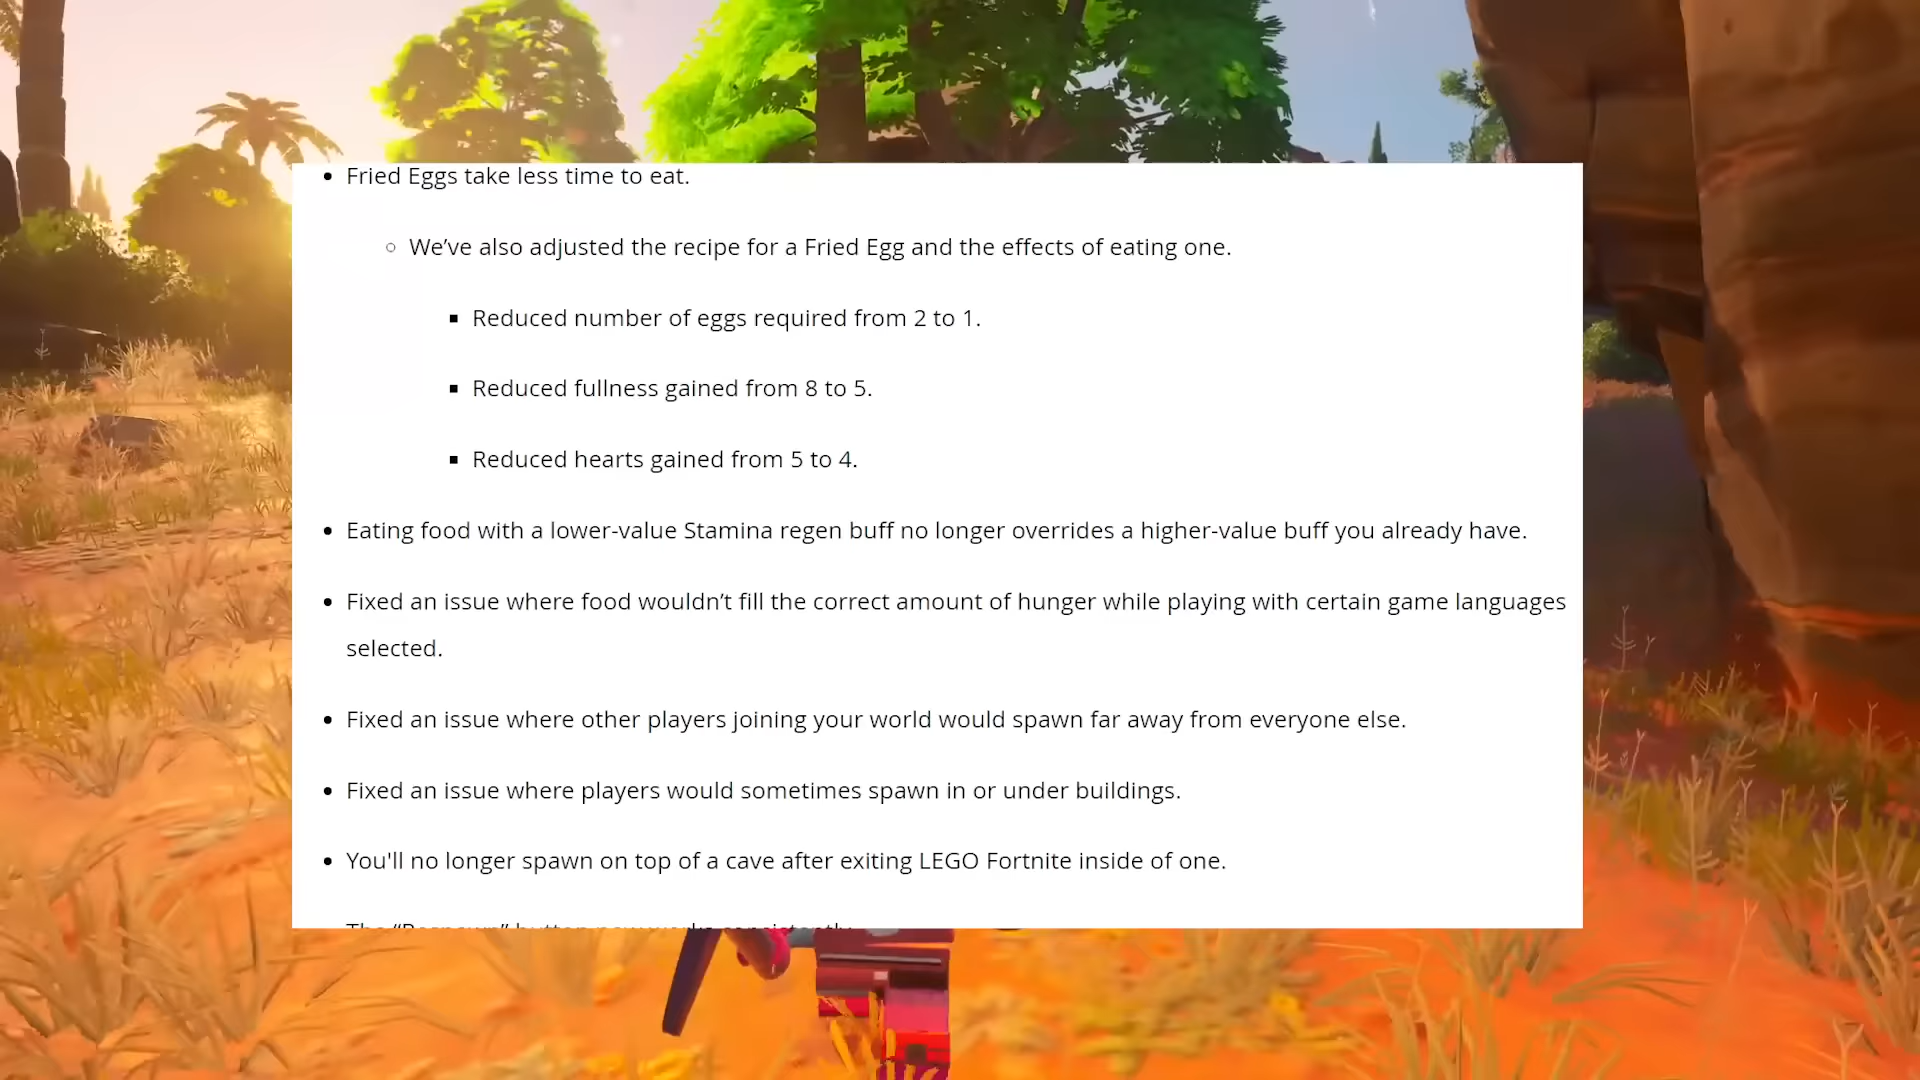 Fried Eggs take less time to eat.
We’ve also adjusted the recipe for a Fried Egg and the effects of eating one.
Reduced number of eggs required from 2 to 1.
Reduced fullness gained from 8 to 5.
Reduced hearts gained from 5 to 4.
Eating food with a lower-value Stamina regen buff no longer overrides a higher-value buff you already have.
Fixed an issue where food wouldn’t fill the correct amount of hunger while playing with certain game languages
selected.
Fixed an issue where other players joining your world would spawn far away from everyone else.
Fixed an issue where players would sometimes spawn in or under buildings.
You'll no longer spawn on top of a cave after exiting LEGO Fortnite inside of one.
The “Respawn” button now works consistently.